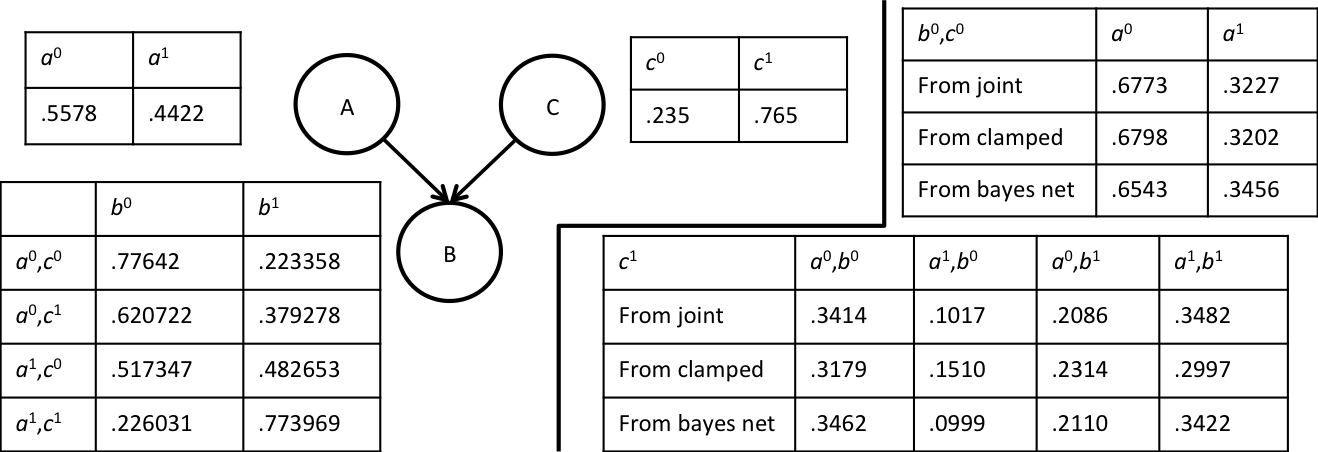 a⁰ a¹
.5578 .4422
A
C
c⁰ c¹
.235 .765
b⁰,c⁰ a⁰ a¹
From joint .6773 .3227
From clamped .6798 .3202
From bayes net .6543 .3456
b⁰ b¹
a⁰,c⁰ .77642 .223358
a⁰,c¹ .620722 .379278
a¹,c⁰ .517347 .482653
a¹,c¹ .226031 .773969
B
c¹ a⁰,b⁰ a¹,b⁰ a⁰,b¹ a¹,b¹
From joint .3414 .1017 .2086 .3482
From clamped .3179 .1510 .2314 .2997
From bayes net .3462 .0999 .2110 .3422